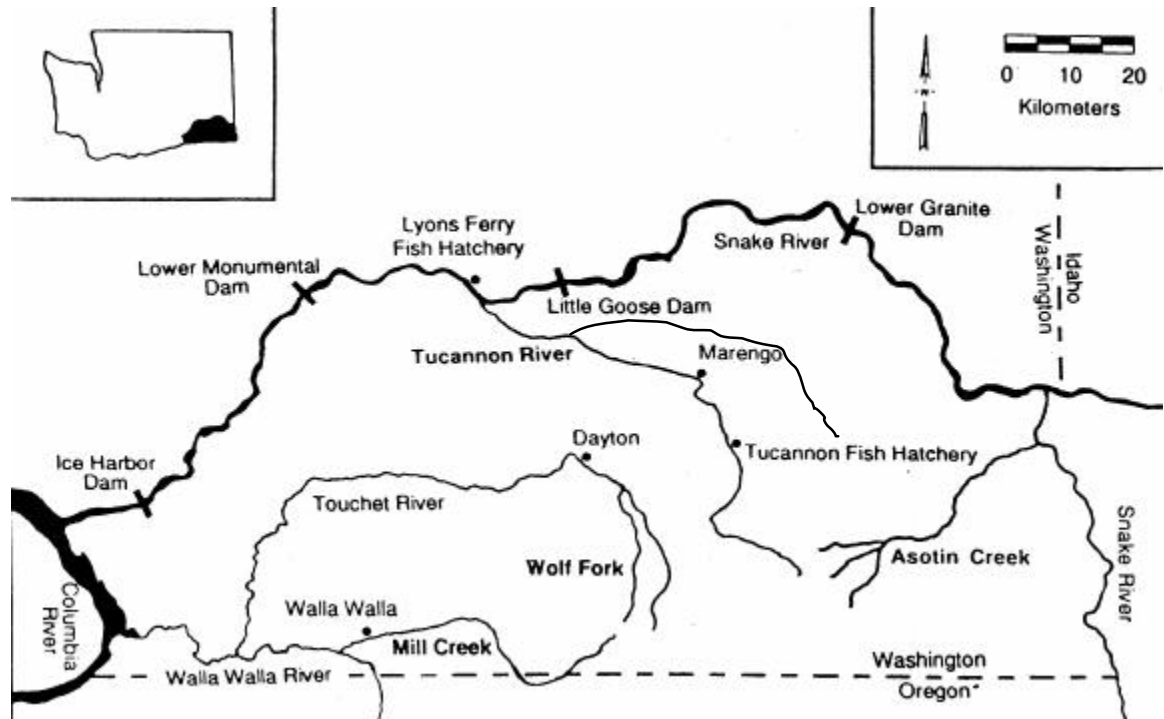 0 10 20
Kilometers
N
Lower Granite
Dam
Snake River
Idaho
Washington
Lyons Ferry
Fish Hatchery
Lower Monumental
Dam
Little Goose Dam
Tucannon River
Marengo
Dayton
Tucannon Fish Hatchery
Ice Harbor
Dam
Touchet River
Snake River
Wolf Fork
Asotin Creek
Columbia
River
Walla Walla
Mill Creek
Walla Walla River
Washington
Oregon